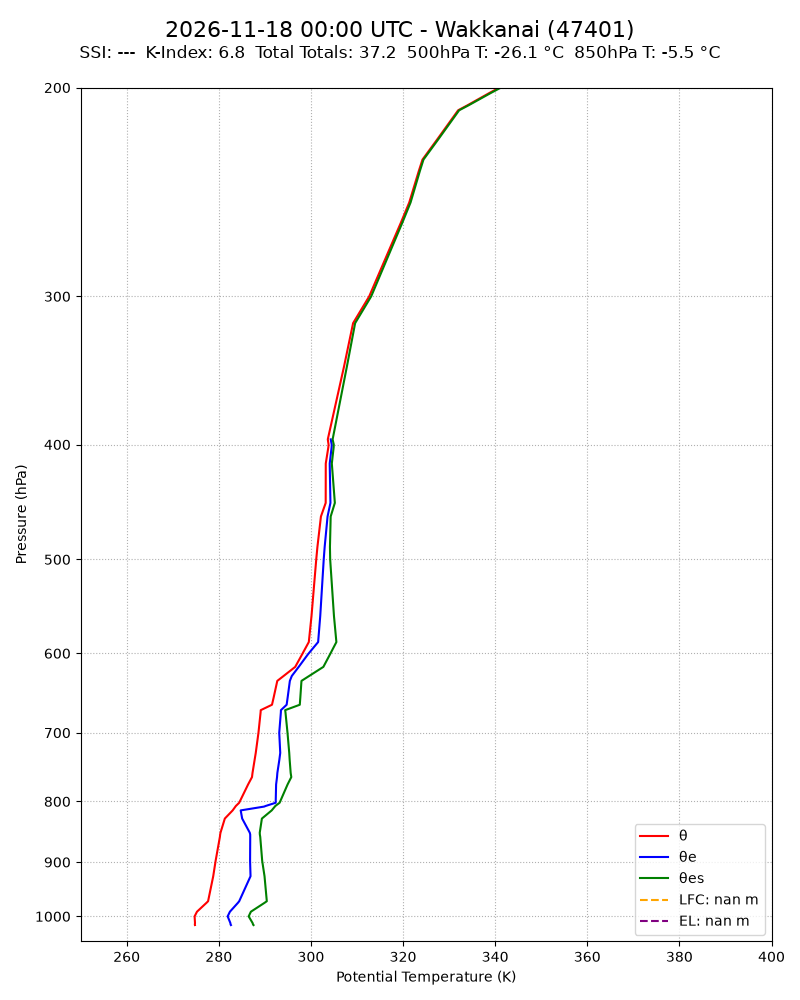 2026-11-18 00:00 UTC - Wakkanai (47401)
SSI: ---  K-Index: 6.8  Total Totals: 37.2  500hPa T: -26.1 °C  850hPa T: -5.5 °C
200
300
400
500
600
700
800
900
1000
Pressure (hPa)
260 280 300 320 340 360 380 400
Potential Temperature (K)
θ
θe
θes
LFC: nan m
EL: nan m